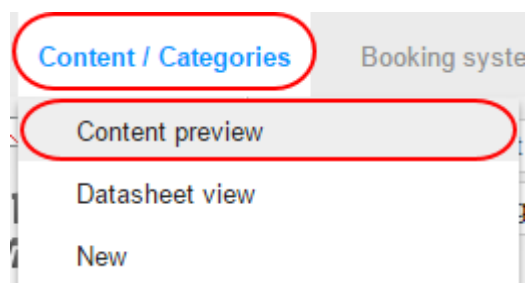 Content / Categories Booking syste
Content preview
Datasheet view
New